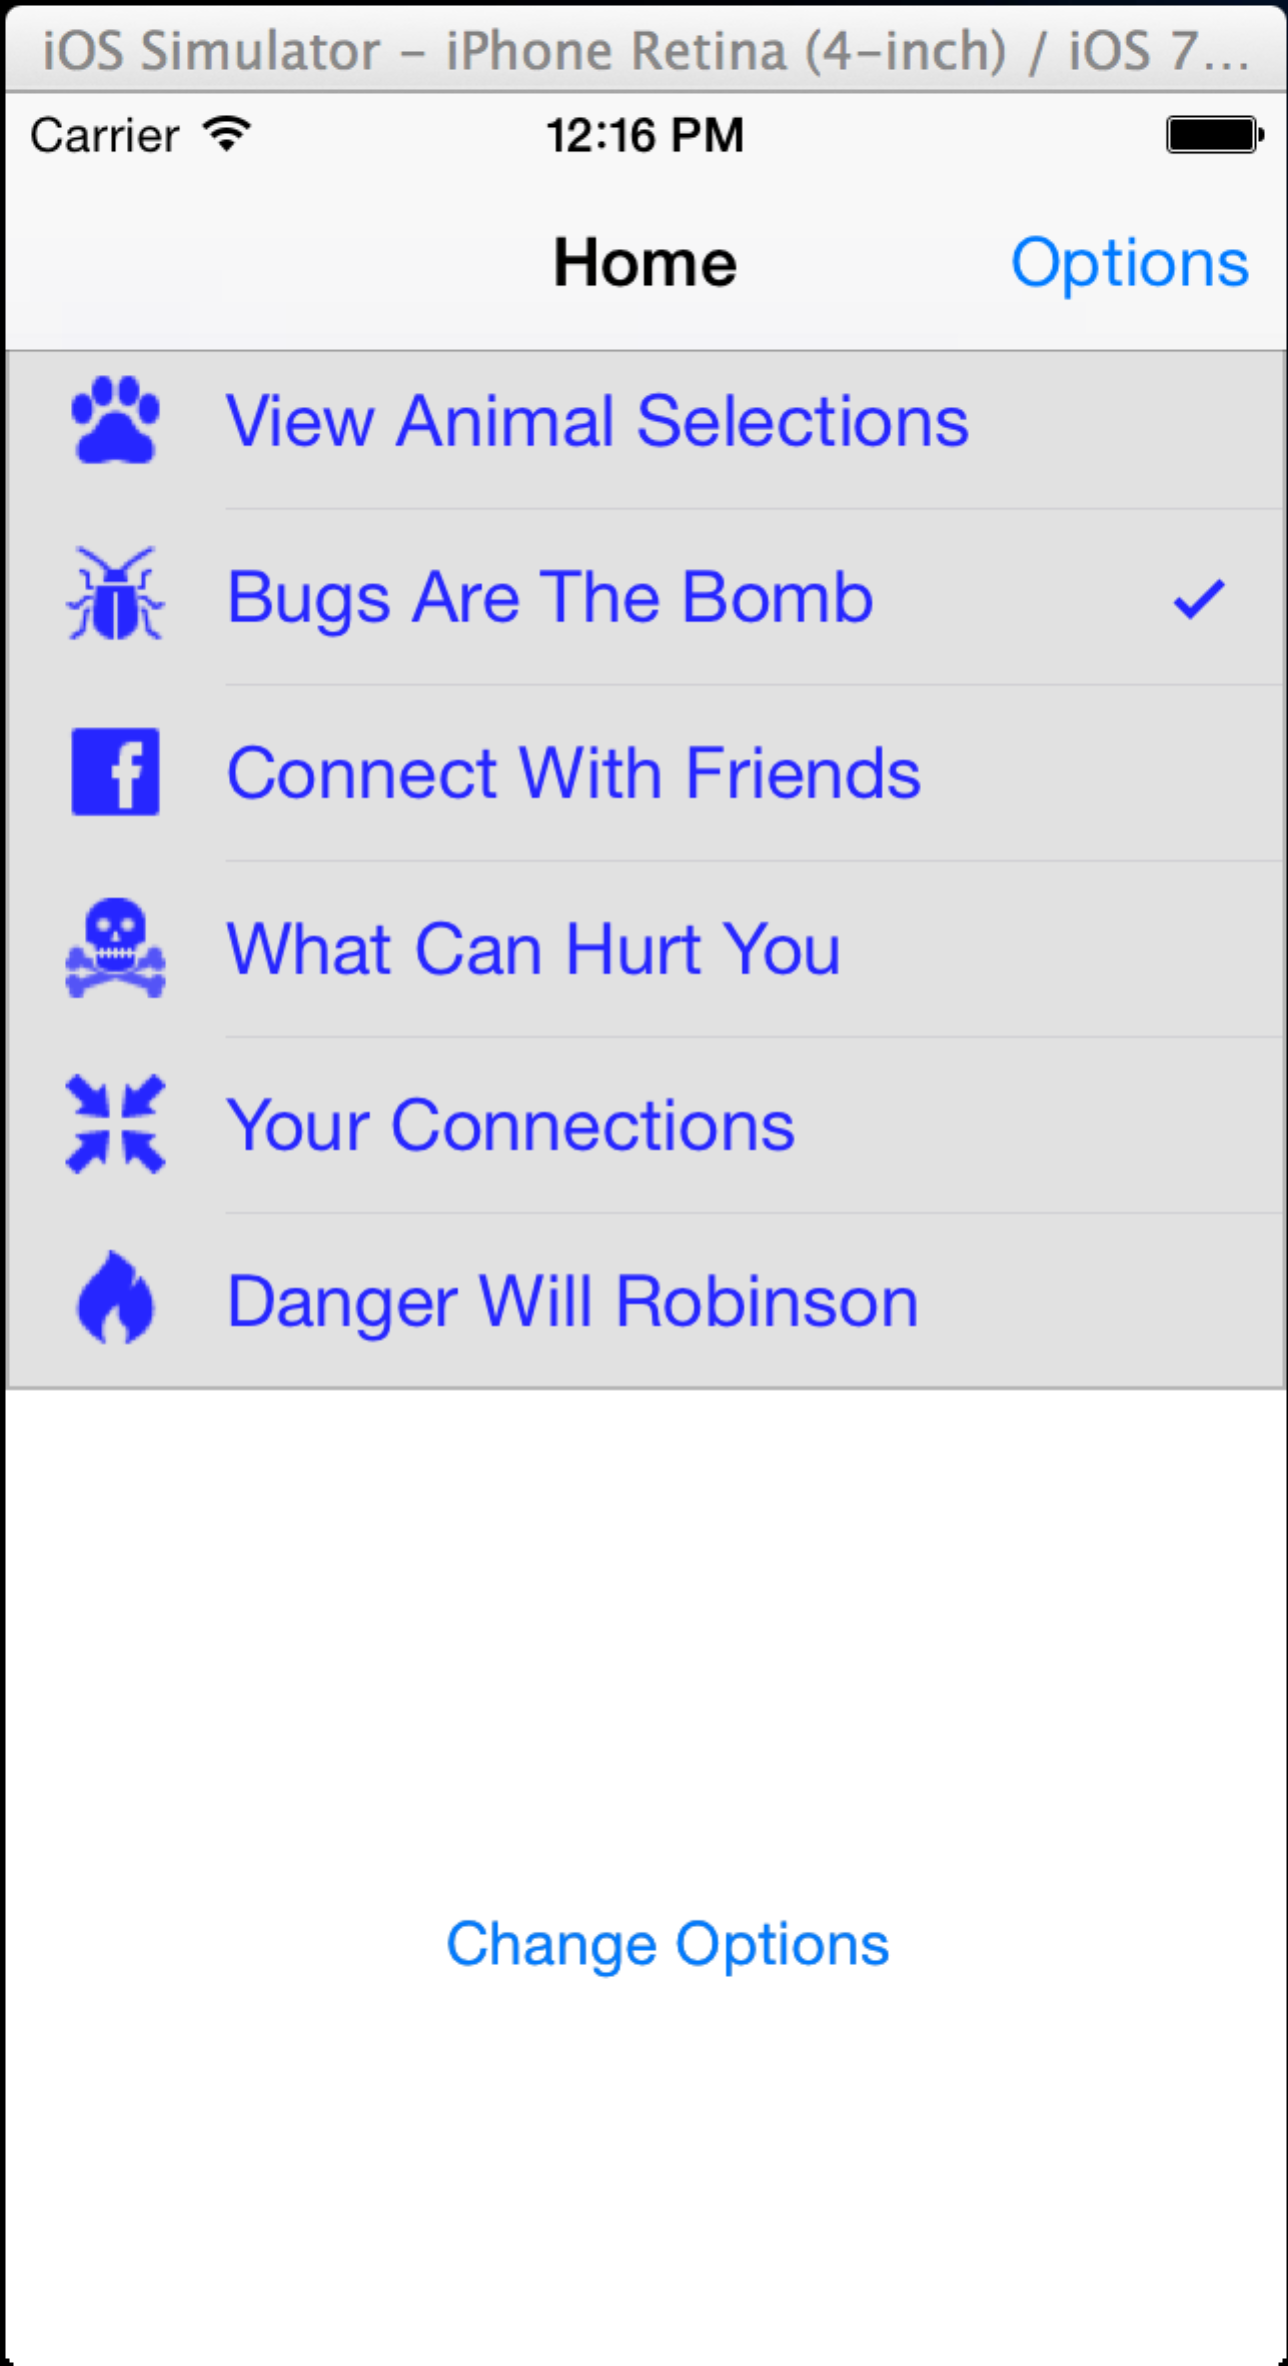 iOS Simulator – iPhone Retina (4-inch) / iOS 7...
Carrier 12:16 PM
Home Options
View Animal Selections
Bugs Are The Bomb
f Connect With Friends
What Can Hurt You
Your Connections
Danger Will Robinson
Change Options